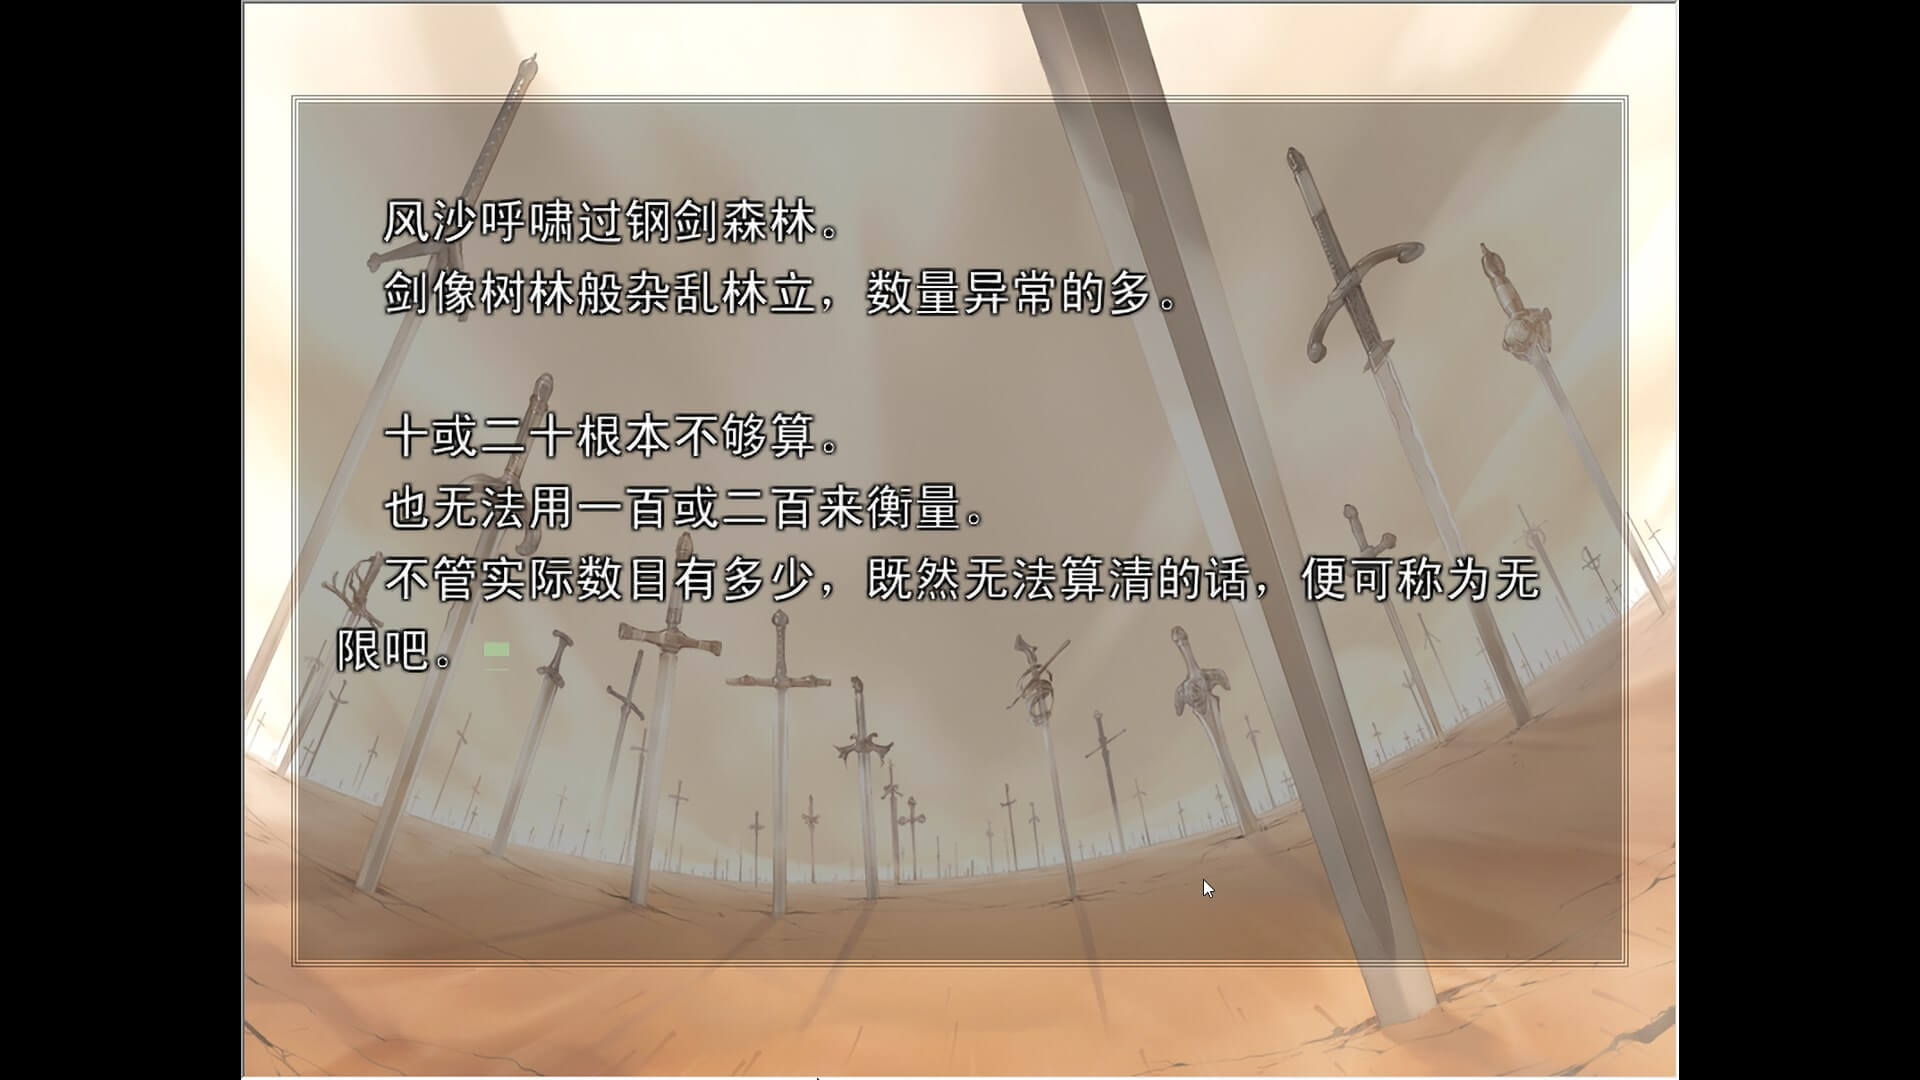 风沙呼啸过钢剑森林。
剑像树林般杂乱林立，数量异常的多。
十或二十根本不够算。
也无法用一百或二百来衡量。
不管实际数目有多少，既然无法算清的话，便可称为无
限吧。